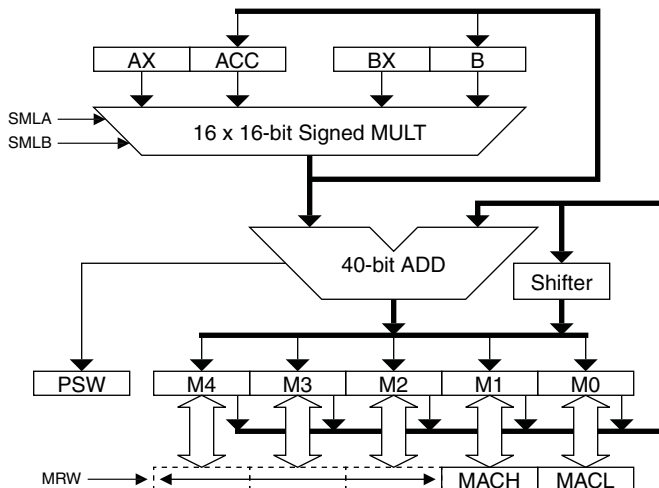 AX ACC BX B
SMLA
SMLB
16 x 16-bit Signed MULT
40-bit ADD
Shifter
PSW M4 M3 M2 M1 M0
MRW MACH MACL